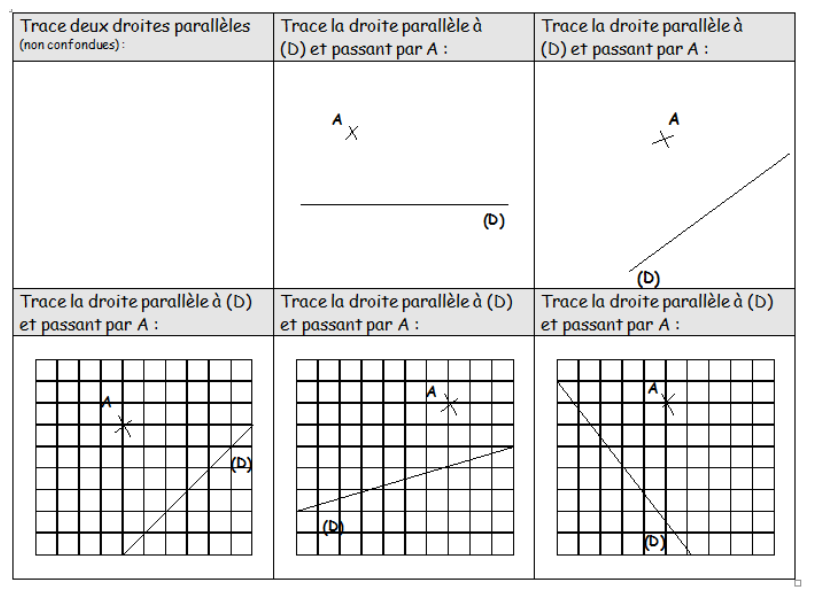 Trace deux droites parallèles
(non confondues) :
Trace la droite parallèle à
(D) et passant par A :
Trace la droite parallèle à
(D) et passant par A :
A
(D)
A
(D)
Trace la droite parallèle à (D)
et passant par A :
Trace la droite parallèle à (D)
et passant par A :
Trace la droite parallèle à (D)
et passant par A :
A
(D)
A
(D)
A
(D)